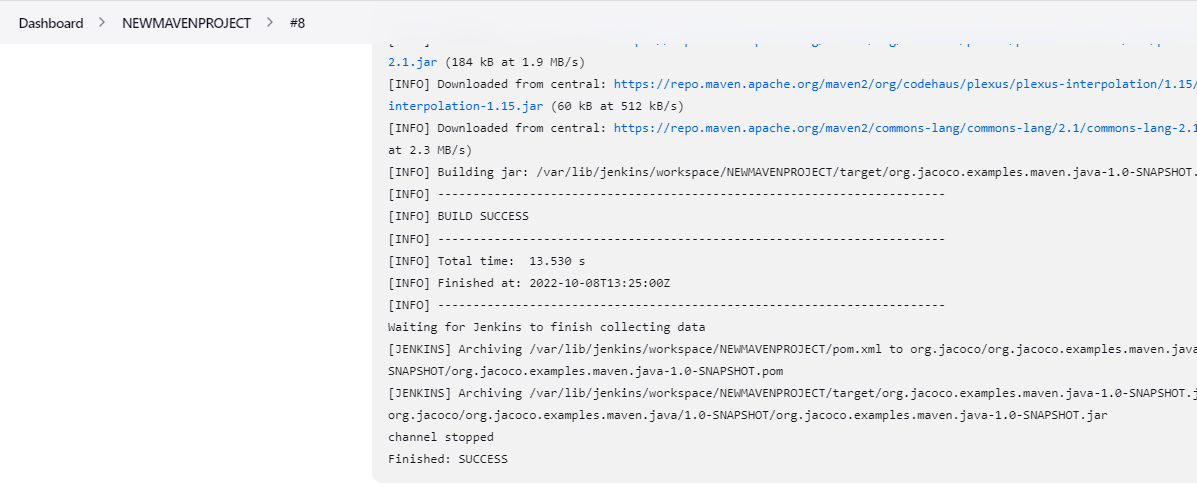 Dashboard > NEWMAVENPROJECT > #8
2.1.jar (184 kB at 1.9 MB/s)
[INFO] Downloaded from central: https://repo.maven.apache.org/maven2/org/codehaus/plexus/plexus-interpolation/1.15/
interpolation-1.15.jar (60 kB at 512 kB/s)
[INFO] Downloaded from central: https://repo.maven.apache.org/maven2/commons-lang/commons-lang/2.1/commons-lang-2.1
at 2.3 MB/s)
[INFO] Building jar: /var/lib/jenkins/workspace/NEWMAVENPROJECT/target/org.jacoco.examples.maven.java-1.0-SNAPSHOT.
[INFO] ------------------------------------------------------------------------
[INFO] BUILD SUCCESS
[INFO] ------------------------------------------------------------------------
[INFO] Total time:  13.530 s
[INFO] Finished at: 2022-10-08T13:25:00Z
[INFO] ------------------------------------------------------------------------
Waiting for Jenkins to finish collecting data
[JENKINS] Archiving /var/lib/jenkins/workspace/NEWMAVENPROJECT/pom.xml to org.jacoco/org.jacoco.examples.maven.java
SNAPSHOT/org.jacoco.examples.maven.java-1.0-SNAPSHOT.pom
[JENKINS] Archiving /var/lib/jenkins/workspace/NEWMAVENPROJECT/target/org.jacoco.examples.maven.java-1.0-SNAPSHOT.j
org.jacoco/org.jacoco.examples.maven.java/1.0-SNAPSHOT/org.jacoco.examples.maven.java-1.0-SNAPSHOT.jar
channel stopped
Finished: SUCCESS